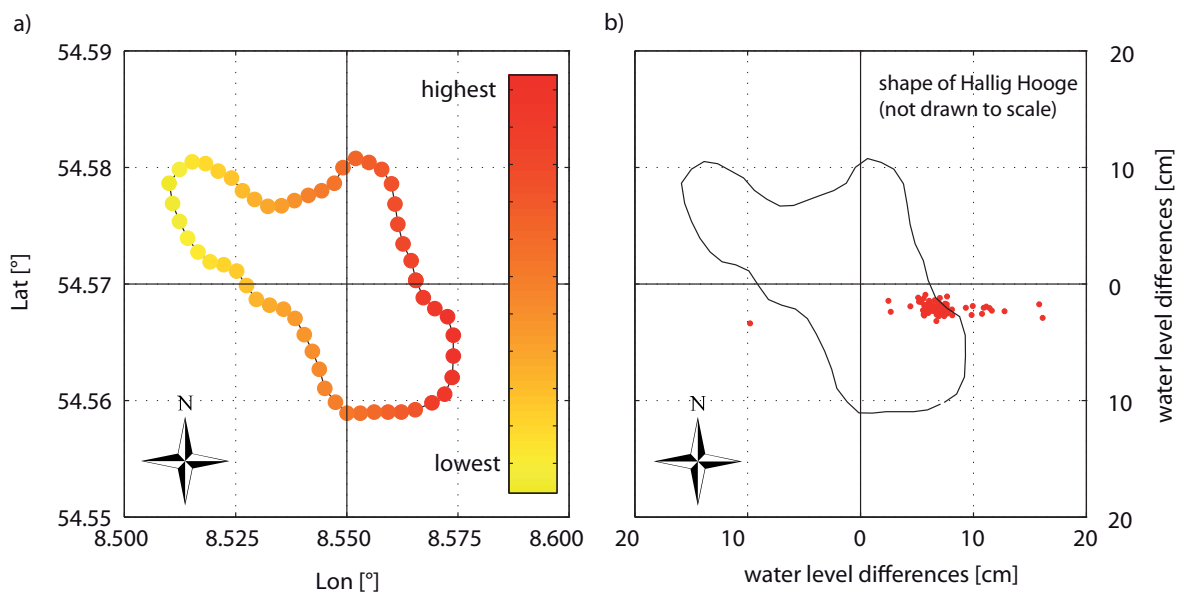 a)
54.59
54.58
54.57
54.56
54.55
Lat [°]
highest
lowest
N
8.500
8.525
8.550
8.575
8.600
Lon [°]
b)
shape of Hallig Hooge
(not drawn to scale)
N
20
10
0
10
20
water level differences [cm]
20
10
0
10
20
water level differences [cm]